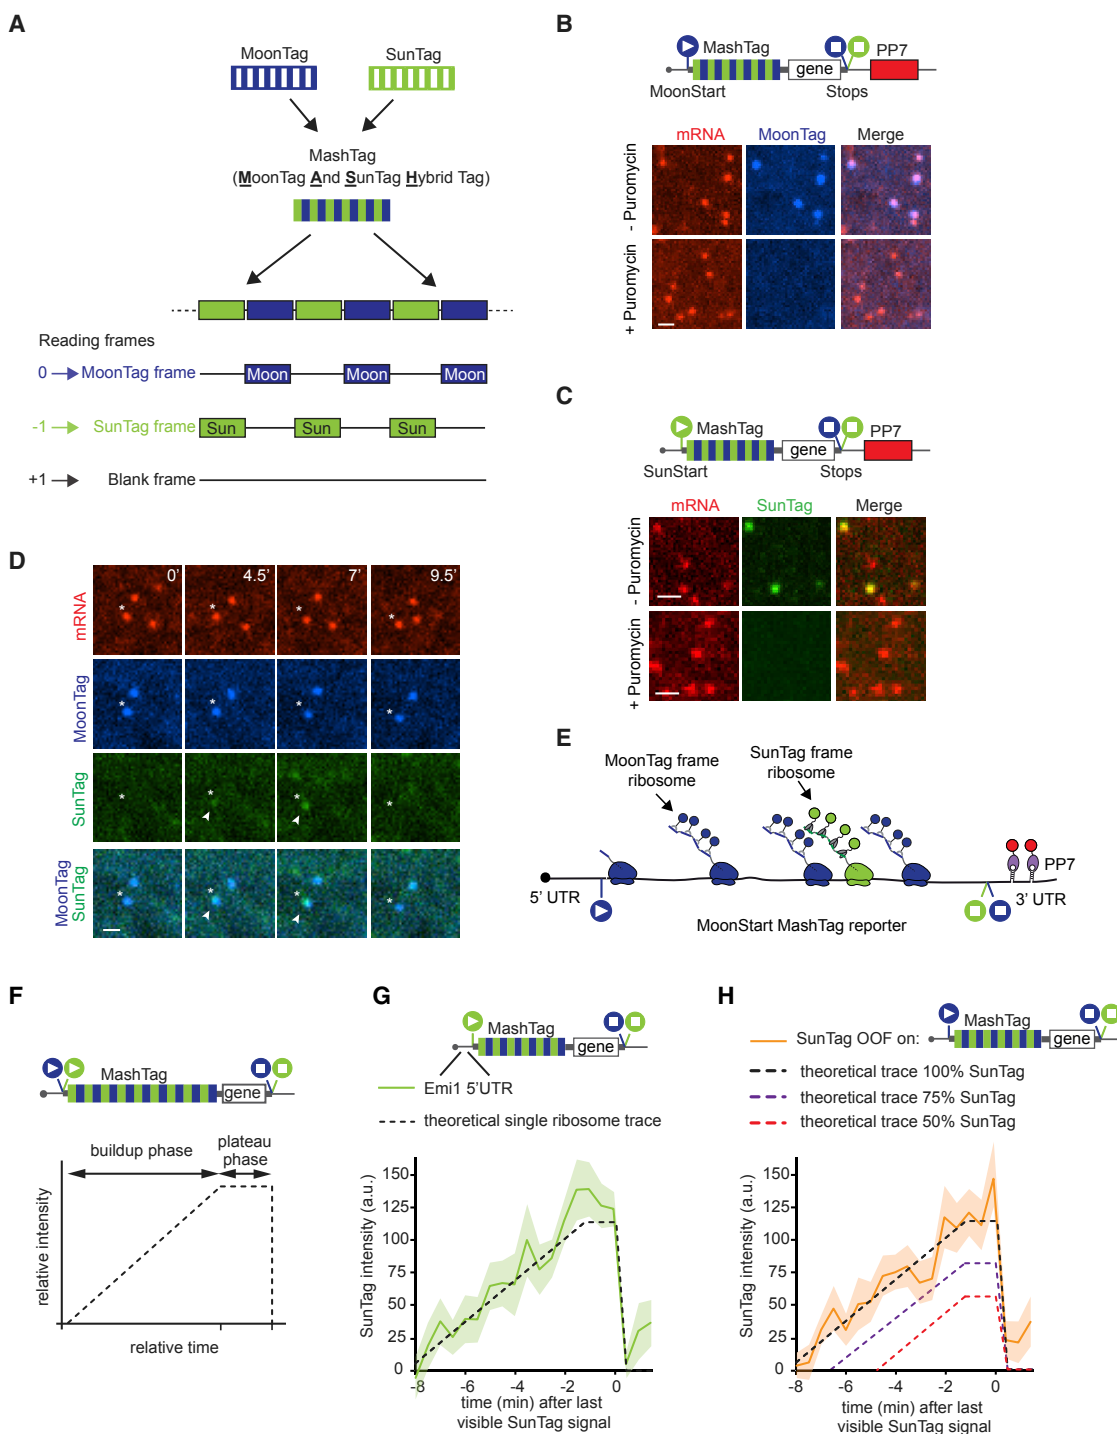 A
MoonTag
SunTag
MashTag
(MoonTag And SunTag Hybrid Tag)
Reading frames
0 MoonTag frame
Moon Moon Moon
-1 SunTag frame
Sun Sun Sun
+1 Blank frame
B
MashTag
PP7
gene
MoonStart
Stops
mRNA MoonTag Merge
- Puromycin
+ Puromycin
C
MashTag
PP7
gene
SunStart
Stops
mRNA SunTag Merge
- Puromycin
+ Puromycin
D
0’ 4.5’ 7’ 9.5’
mRNA
* * * *
MoonTag
* * * *
SunTag
* * * *
MoonTag
SunTag
* * * *
E
MoonTag frame
ribosome
SunTag frame
ribosome
PP7
5’ UTR
3’ UTR
MoonStart MashTag reporter
F
MashTag
gene
buildup phase
plateau
phase
relative intensity
relative time
G
MashTag
gene
Emi1 5’UTR
theoretical single ribosome trace
SunTag intensity (a.u.)
150
125
100
75
50
25
0
-8 -6 -4 -2 0
time (min) after last
visible SunTag signal
H
SunTag OOF on:
MashTag
gene
theoretical trace 100% SunTag
theoretical trace 75% SunTag
theoretical trace 50% SunTag
SunTag intensity (a.u.)
150
125
100
75
50
25
0
-8 -6 -4 -2 0
time (min) after last
visible SunTag signal